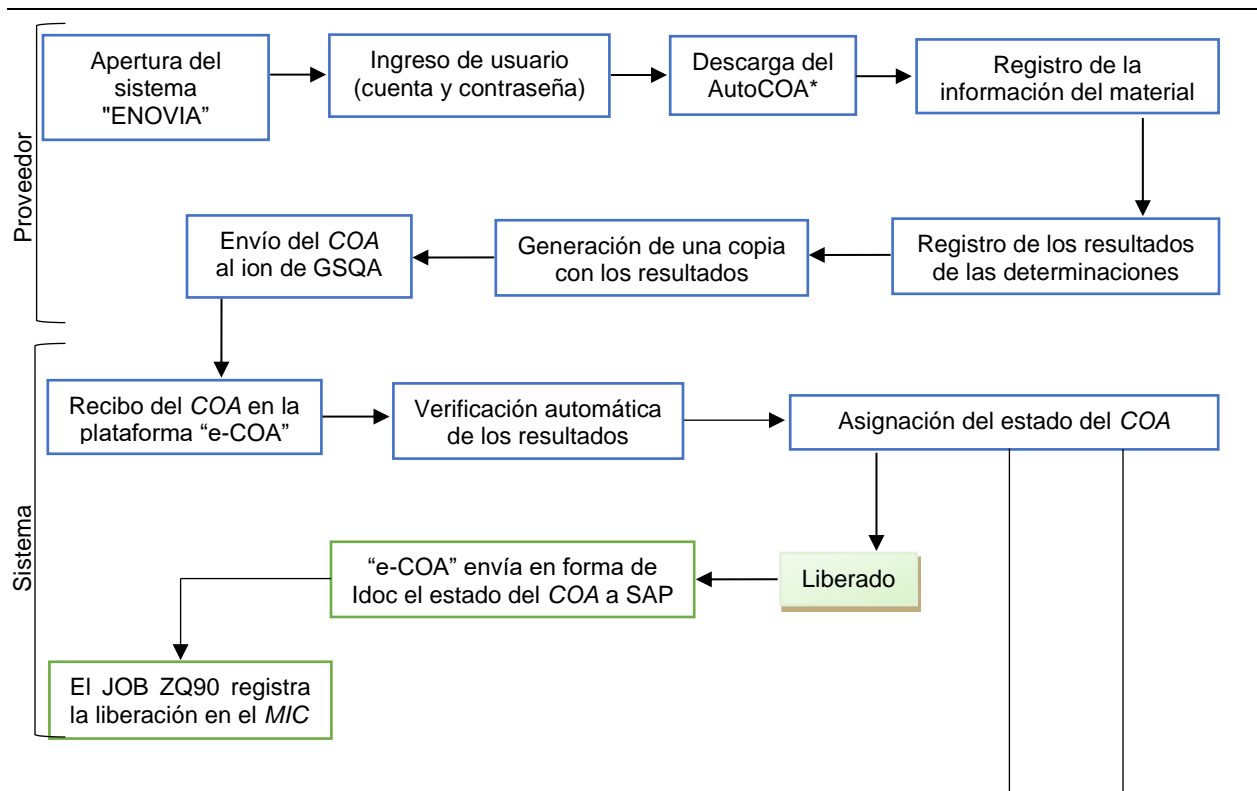 Proveedor
Apertura del
sistema
"ENOVIA”
Ingreso de usuario
(cuenta y contraseña)
Descarga del
AutoCOA*
Registro de la
información del material
Envío del COA
al ion de GSQA
Generación de una copia
con los resultados
Registro de los resultados
de las determinaciones
Sistema
Recibo del COA en la
plataforma “e-COA”
Verificación automática
de los resultados
Asignación del estado del COA
“e-COA” envía en forma de
Idoc el estado del COA a SAP
Liberado
El JOB ZQ90 registra
la liberación en el MIC